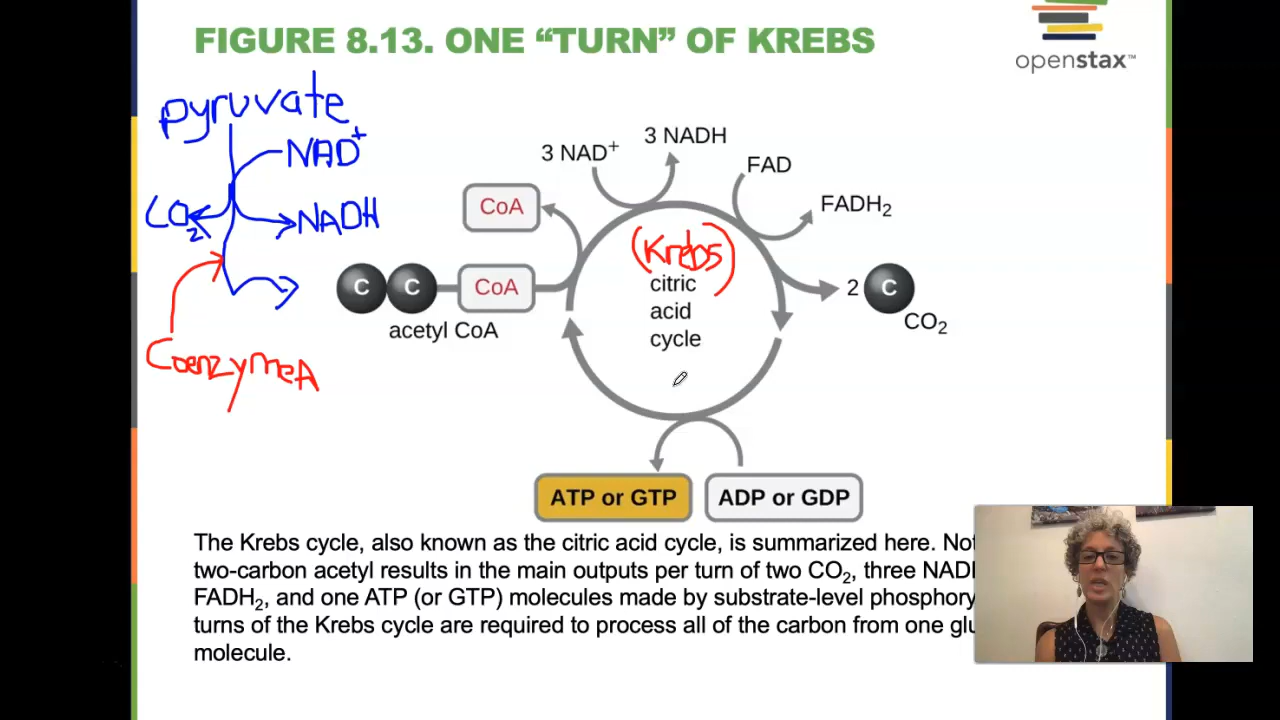 FIGURE 8.13. ONE “TURN” OF KREBS
openstax™
pyruvate
NAD+
CO2
NADH
CoenzymeA
3 NAD+
3 NADH
FAD
FADH2
CoA
(Krebs)
citric
acid
cycle
C C CoA
acetyl CoA
2 C
CO2
ATP or GTP
ADP or GDP
The Krebs cycle, also known as the citric acid cycle, is summarized here. Not
two-carbon acetyl results in the main outputs per turn of two CO2, three NAD
FADH2, and one ATP (or GTP) molecules made by substrate-level phosphory
turns of the Krebs cycle are required to process all of the carbon from one glu
molecule.